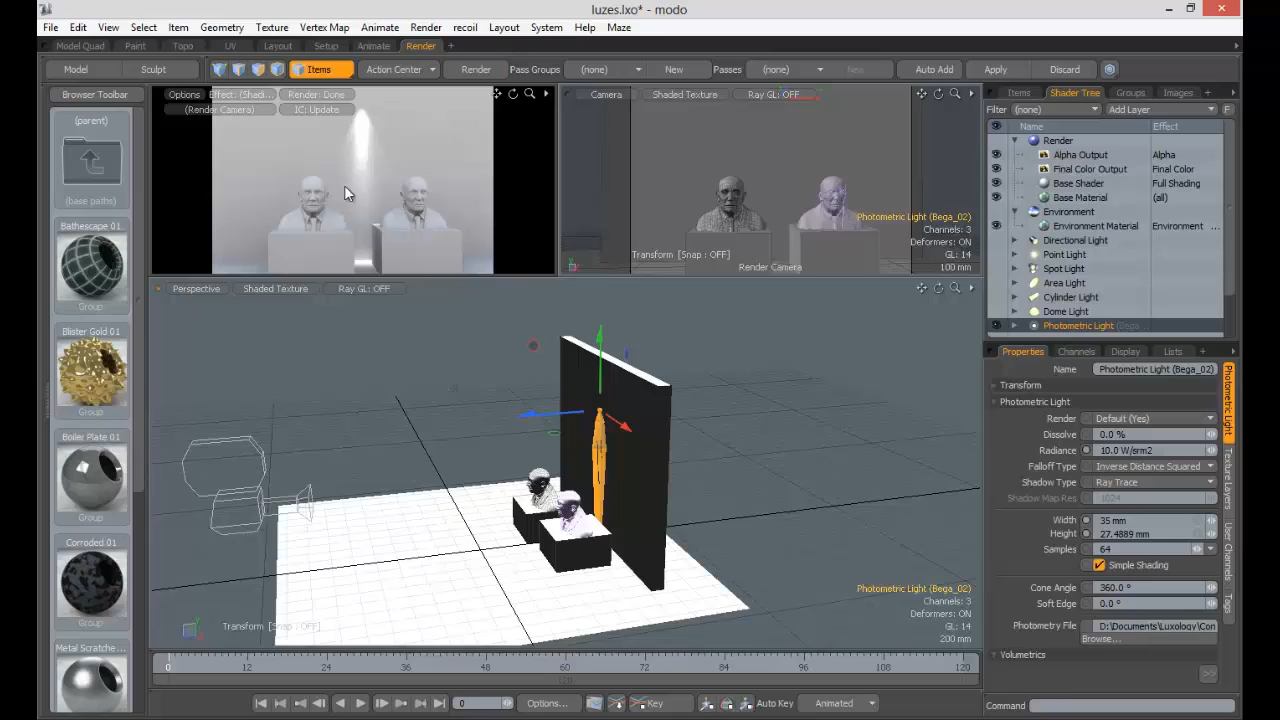 luzes.lxo* - modo
File Edit View Select Item Geometry Texture Vertex Map Animate Render recoil Layout System Help Maze
Model Quad Paint Topo UV Layout Setup Animate Render +
Model Sculpt Items Action Center Render Pass Groups (none) New Passes (none) New Auto Add Apply Discard
Browser Toolbar
(parent)
(base paths)
Bathescape 01
Group
Blister Gold 01
Group
Boiler Plate 01
Group
Corroded 01
Group
Metal Scratche...
Options Effect: (Shadi... Render: Done
(Render Camera) IC: Update
Camera Shaded Texture Ray GL: OFF
Photometric Light (Bega_02)
Channels: 3
Deformers: ON
GL: 14
100 mm
Transform [Snap : OFF]
Render Camera
Perspective Shaded Texture Ray GL: OFF
Photometric Light (Bega_02)
Channels: 3
Deformers: ON
GL: 14
200 mm
Transform [Snap : OFF]
0 12 24 36 48 60 72 84 96 108 120
120
0 Options... Key Auto Key Animated
Items Shader Tree Groups Images +
Filter (none) Add Layer F
Name Effect
Render
Alpha Output Alpha
Final Color Output Final Color
Base Shader Full Shading
Base Material (all)
Environment
Environment Material Environment ...
Directional Light
Point Light
Spot Light
Area Light
Cylinder Light
Dome Light
Photometric Light (Bega...
Properties Channels Display Lists +
Name Photometric Light (Bega_02)
Transform
Photometric Light
Render Default (Yes)
Dissolve 0.0 %
Radiance 10.0 W/srm2
Falloff Type Inverse Distance Squared
Shadow Type Ray Trace
Shadow Map Res 1024
Width 35 mm
Height 27.4889 mm
Samples 64
Simple Shading
Cone Angle 360.0 °
Soft Edge 0.0 °
Photometry File D:\Documents\Luxology\Con
Browse...
Volumetrics
>>
Photometric Light
Texture Layers
User Channels
Tags
Command